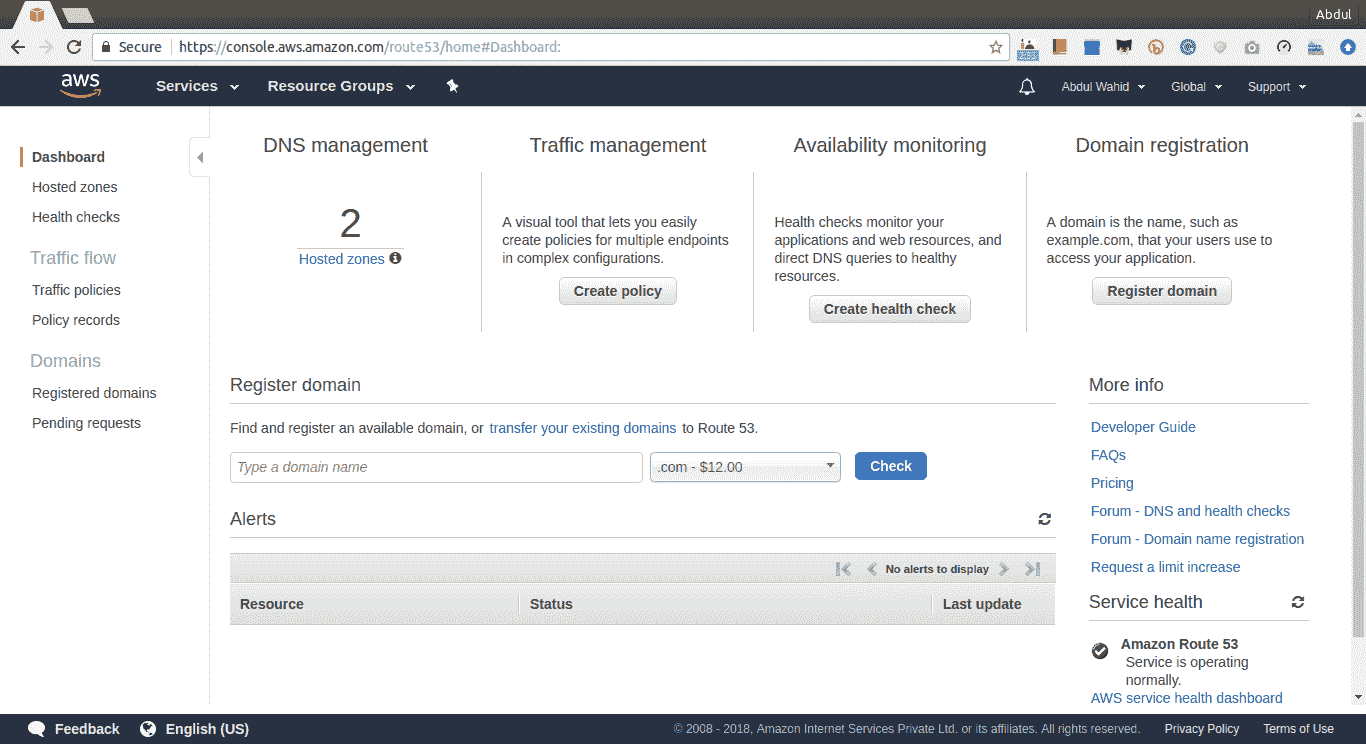 Abdul
Secure
https://console.aws.amazon.com/route53/home#Dashboard:
aws
Services
Resource Groups
Abdul Wahid
Global
Support
Dashboard
Hosted zones
Health checks
Traffic flow
Traffic policies
Policy records
Domains
Registered domains
Pending requests
DNS management
2
Hosted zones
Traffic management
A visual tool that lets you easily
create policies for multiple endpoints
in complex configurations.
Create policy
Availability monitoring
Health checks monitor your
applications and web resources, and
direct DNS queries to healthy
resources.
Create health check
Domain registration
A domain is the name, such as
example.com, that your users use to
access your application.
Register domain
Register domain
Find and register an available domain, or transfer your existing domains to Route 53.
Type a domain name
.com - $12.00
Check
Alerts
No alerts to display
Resource
Status
Last update
More info
Developer Guide
FAQs
Pricing
Forum - DNS and health checks
Forum - Domain name registration
Request a limit increase
Service health
Amazon Route 53
Service is operating
normally.
AWS service health dashboard
Feedback
English (US)
© 2008 - 2018, Amazon Internet Services Private Ltd. or its affiliates. All rights reserved.
Privacy Policy
Terms of Use